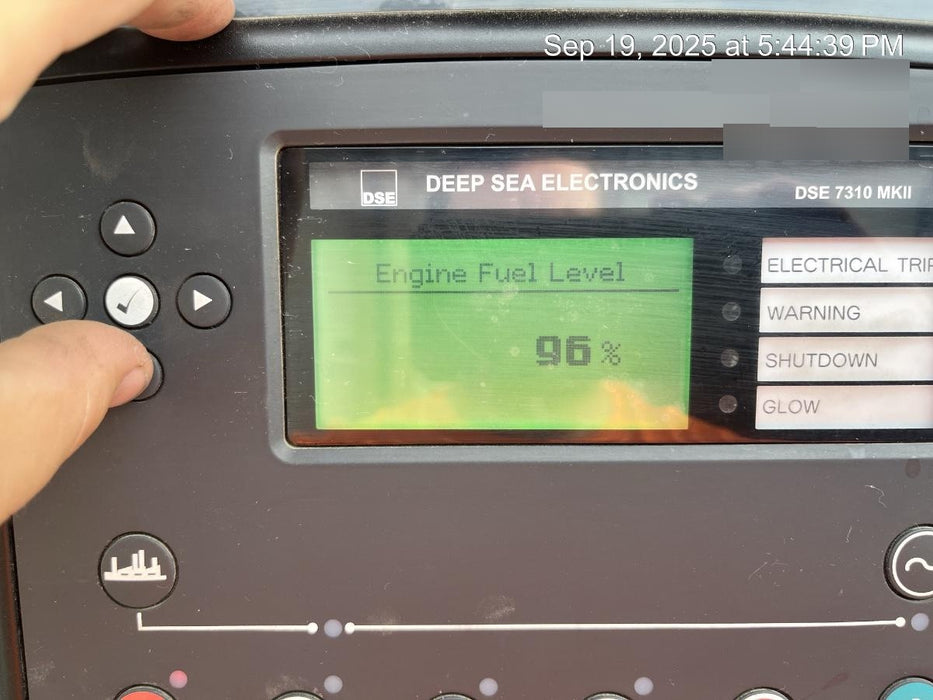 Sep 19, 2025 at 5:44:39 PM
DSE
DEEP SEA ELECTRONICS
DSE 7310 MKII
Engine Fuel Level
96 %
ELECTRICAL TRIP
WARNING
SHUTDOWN
GLOW